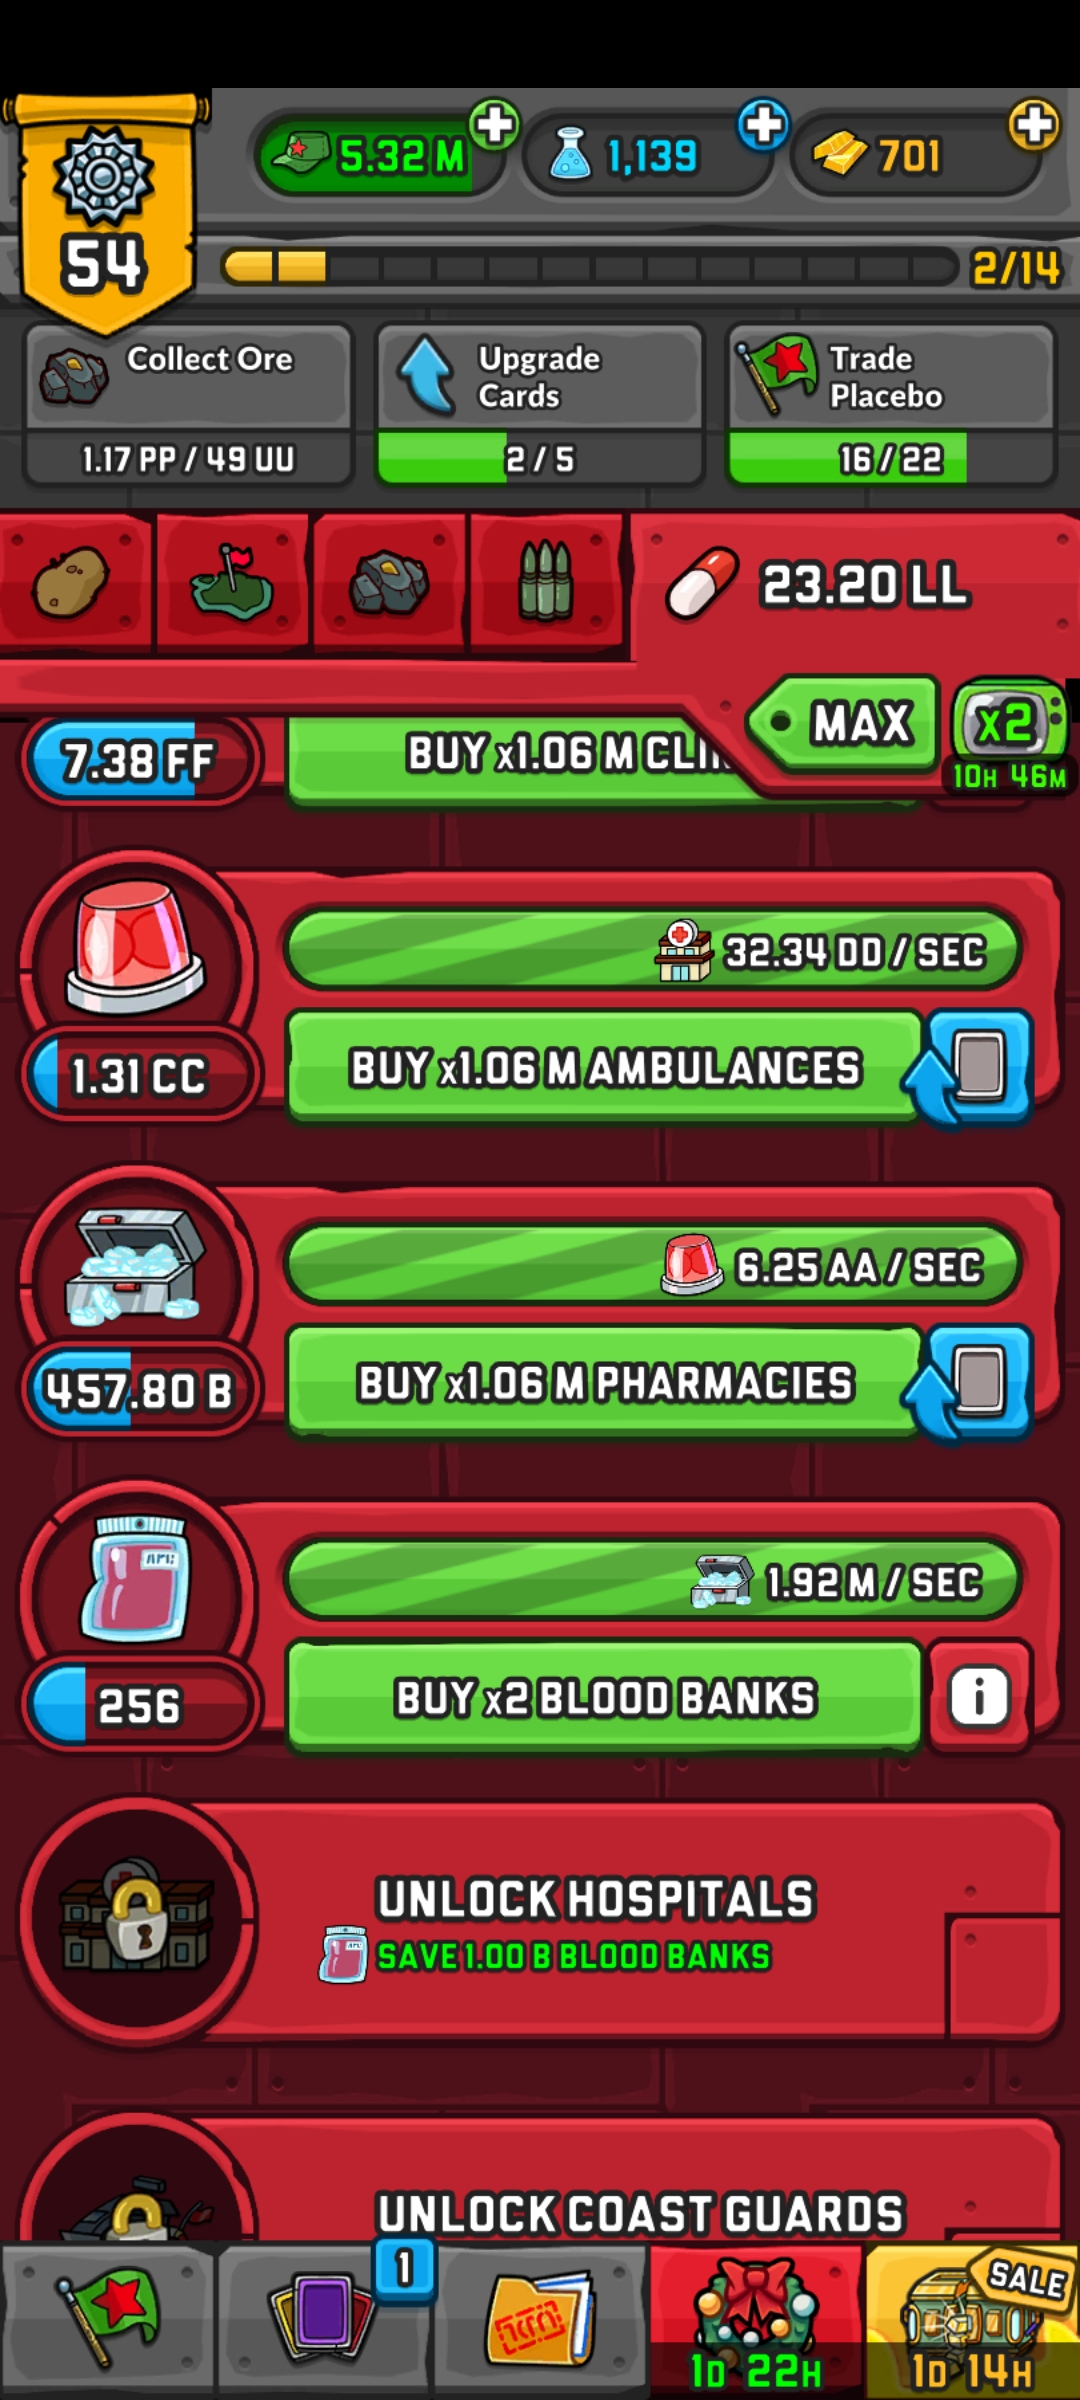 5.32 M
1,139
701
54
2/14
Collect Ore
1.17 PP / 49 UU
Upgrade
Cards
2 / 5
Trade
Placebo
16 / 22
23.20 LL
MAX
x2
10H 46M
7.38 FF
BUY x1.06 M
32.34 DD / SEC
1.31 CC
BUY x1.06 M AMBULANCES
6.25 AA / SEC
457.80 B
BUY x1.06 M PHARMACIES
1.92 M / SEC
256
BUY x2 BLOOD BANKS
i
UNLOCK HOSPITALS
SAVE 1.00 B BLOOD BANKS
UNLOCK COAST GUARDS
1
SALE
1D 22H
1D 14H